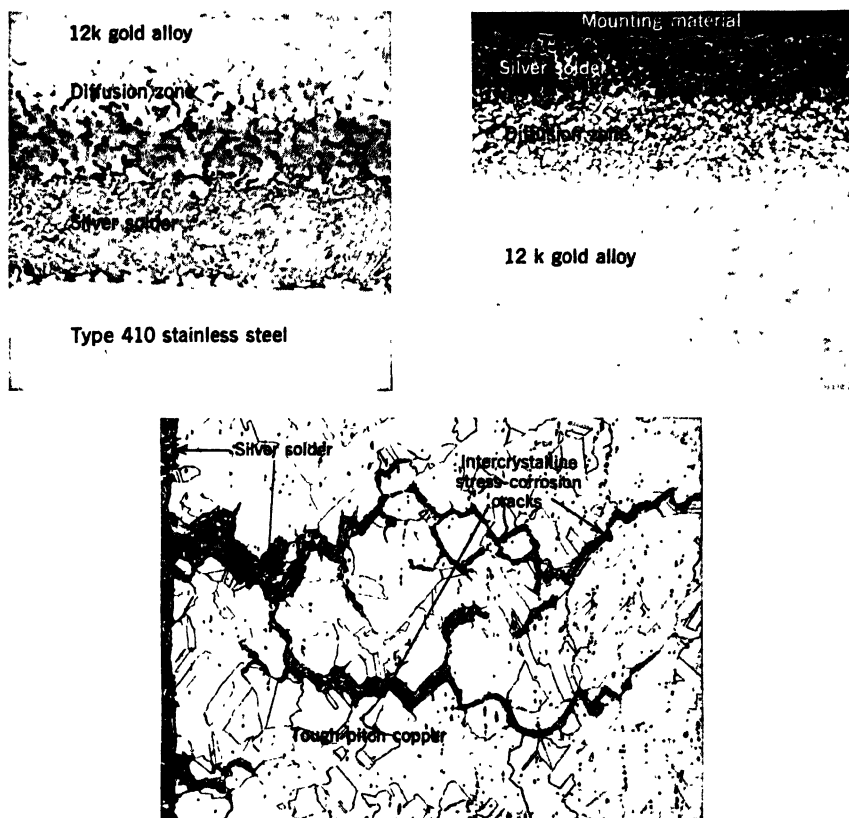 12k gold alloy
Diffusion zone
Silver solder
Type 410 stainless steel
Mounting material
Silver solder
Diffusion zone
12 k gold alloy
Silver solder
Intercrystalline
stress-corrosion
cracks
Tough-pitch copper